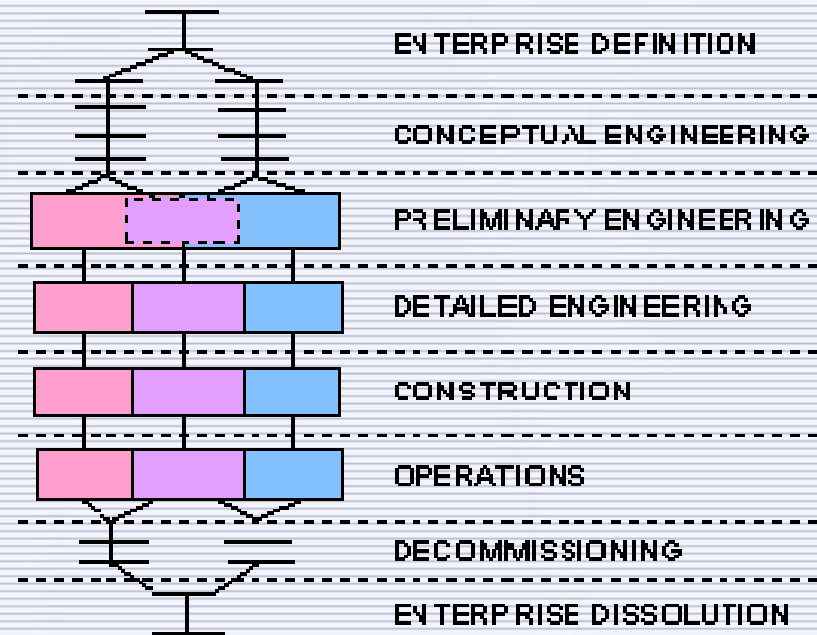 ENTERPRISE DEFINITION
CONCEPTUAL ENGINEERING
PRELIMINARY ENGINEERING
DETAILED ENGINEERING
CONSTRUCTION
OPERATIONS
DECOMMISSIONING
ENTERPRISE DISSOLUTION